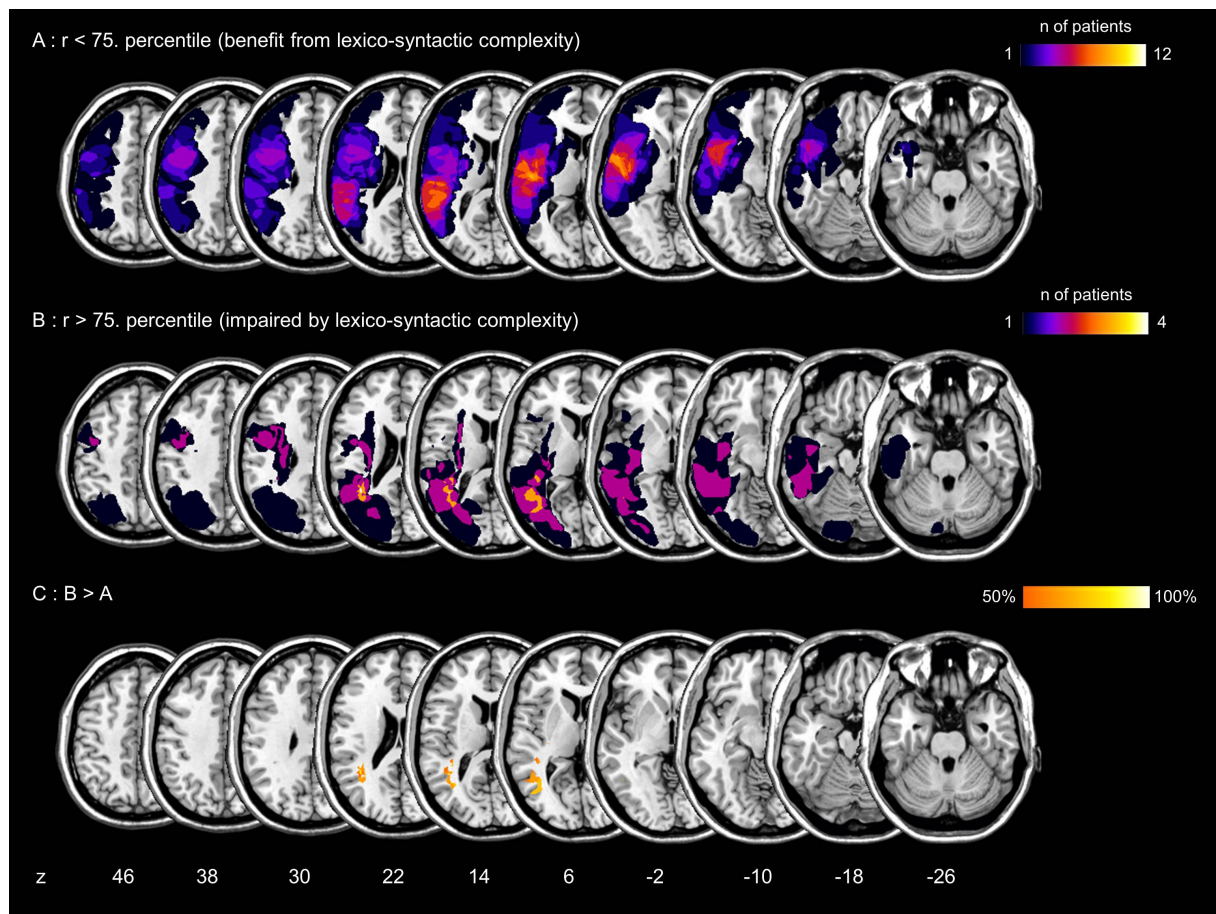 A : r < 75. percentile (benefit from lexico-syntactic complexity)
n of patients
1 12
B : r > 75. percentile (impaired by lexico-syntactic complexity)
n of patients
1 4
C : B > A
50% 100%
z 46 38 30 22 14 6 -2 -10 -18 -26